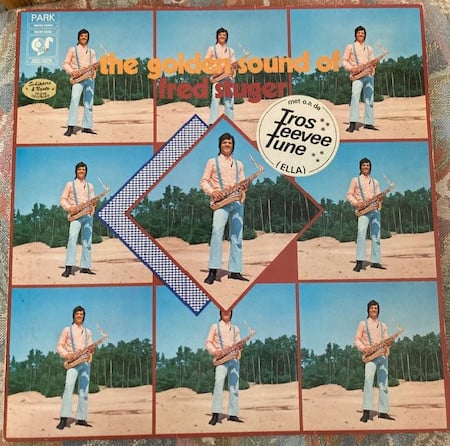 PARK
the golden sound of
fred stuger
met o.a. de
Tros
teevee
Tune
(ELLA)